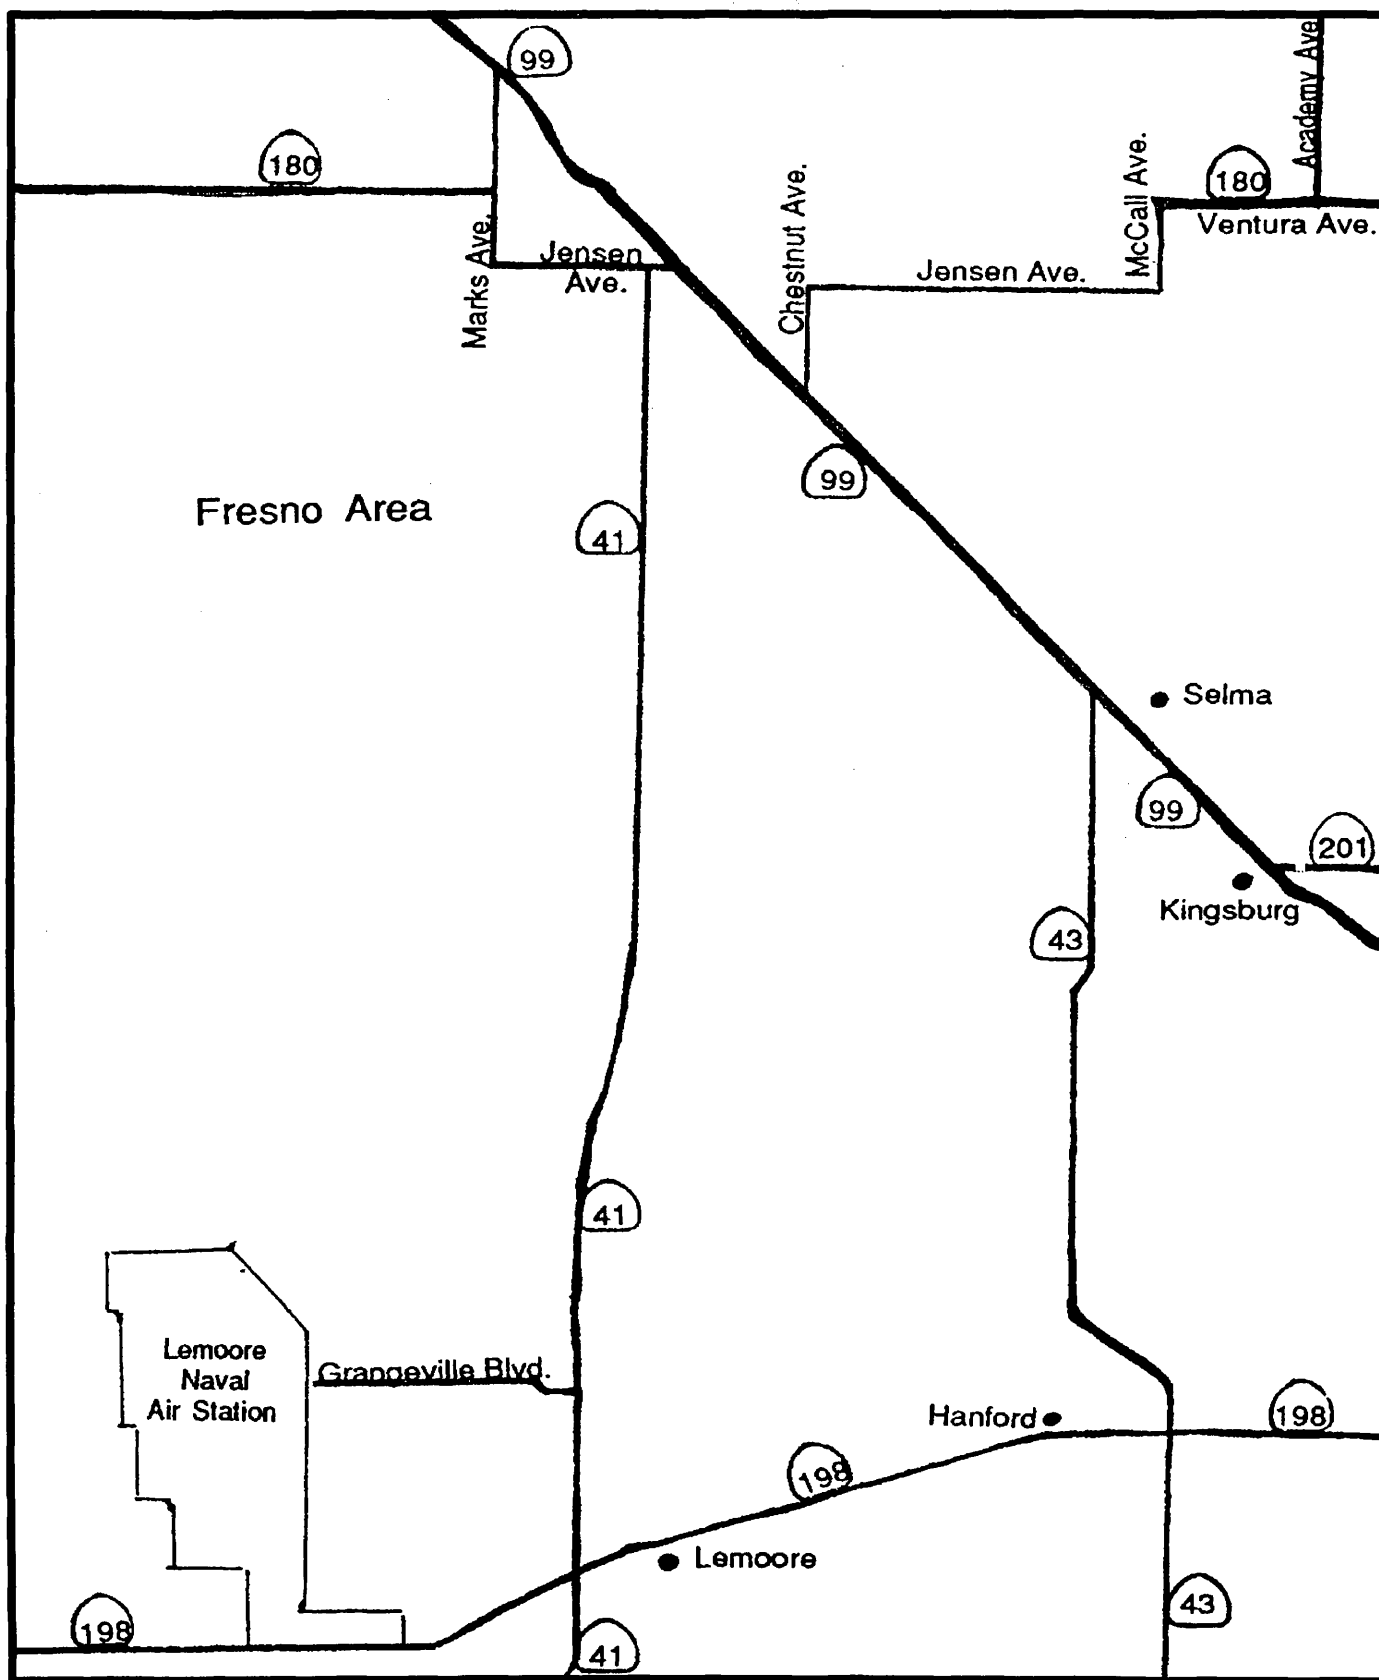 99
Academy Ave
180
McCall Ave.
180
Chestnut Ave.
Ventura Ave.
Marks Ave.
Jensen
Ave.
Jensen Ave.
99
Fresno Area
41
Selma
99
201
Kingsburg
43
41
Lemoore
Naval
Air Station
Grangeville Blvd.
Hanford
198
198
Lemoore
198
43
41